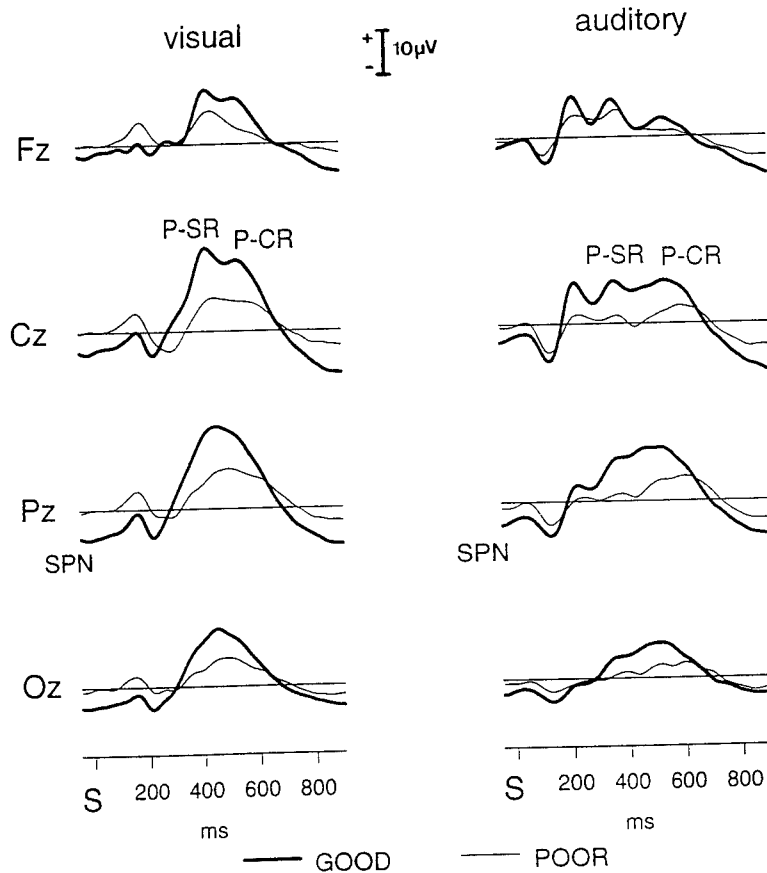 visual
+
-
10µV
auditory
Fz
P-SR P-CR
P-SR P-CR
Cz
Pz
SPN
SPN
Oz
S 200 400 600 800
S 200 400 600 800
ms
ms
GOOD POOR